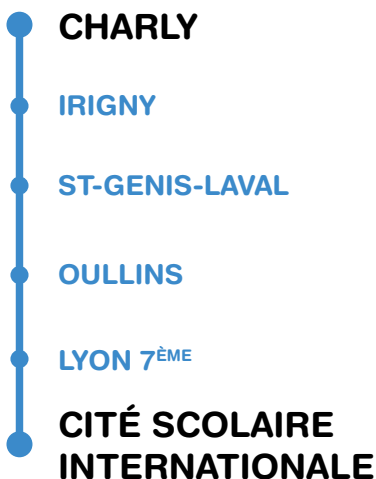 CHARLY
IRIGNY
ST-GENIS-LAVAL
OULLINS
LYON 7ÈME
CITÉ SCOLAIRE
INTERNATIONALE